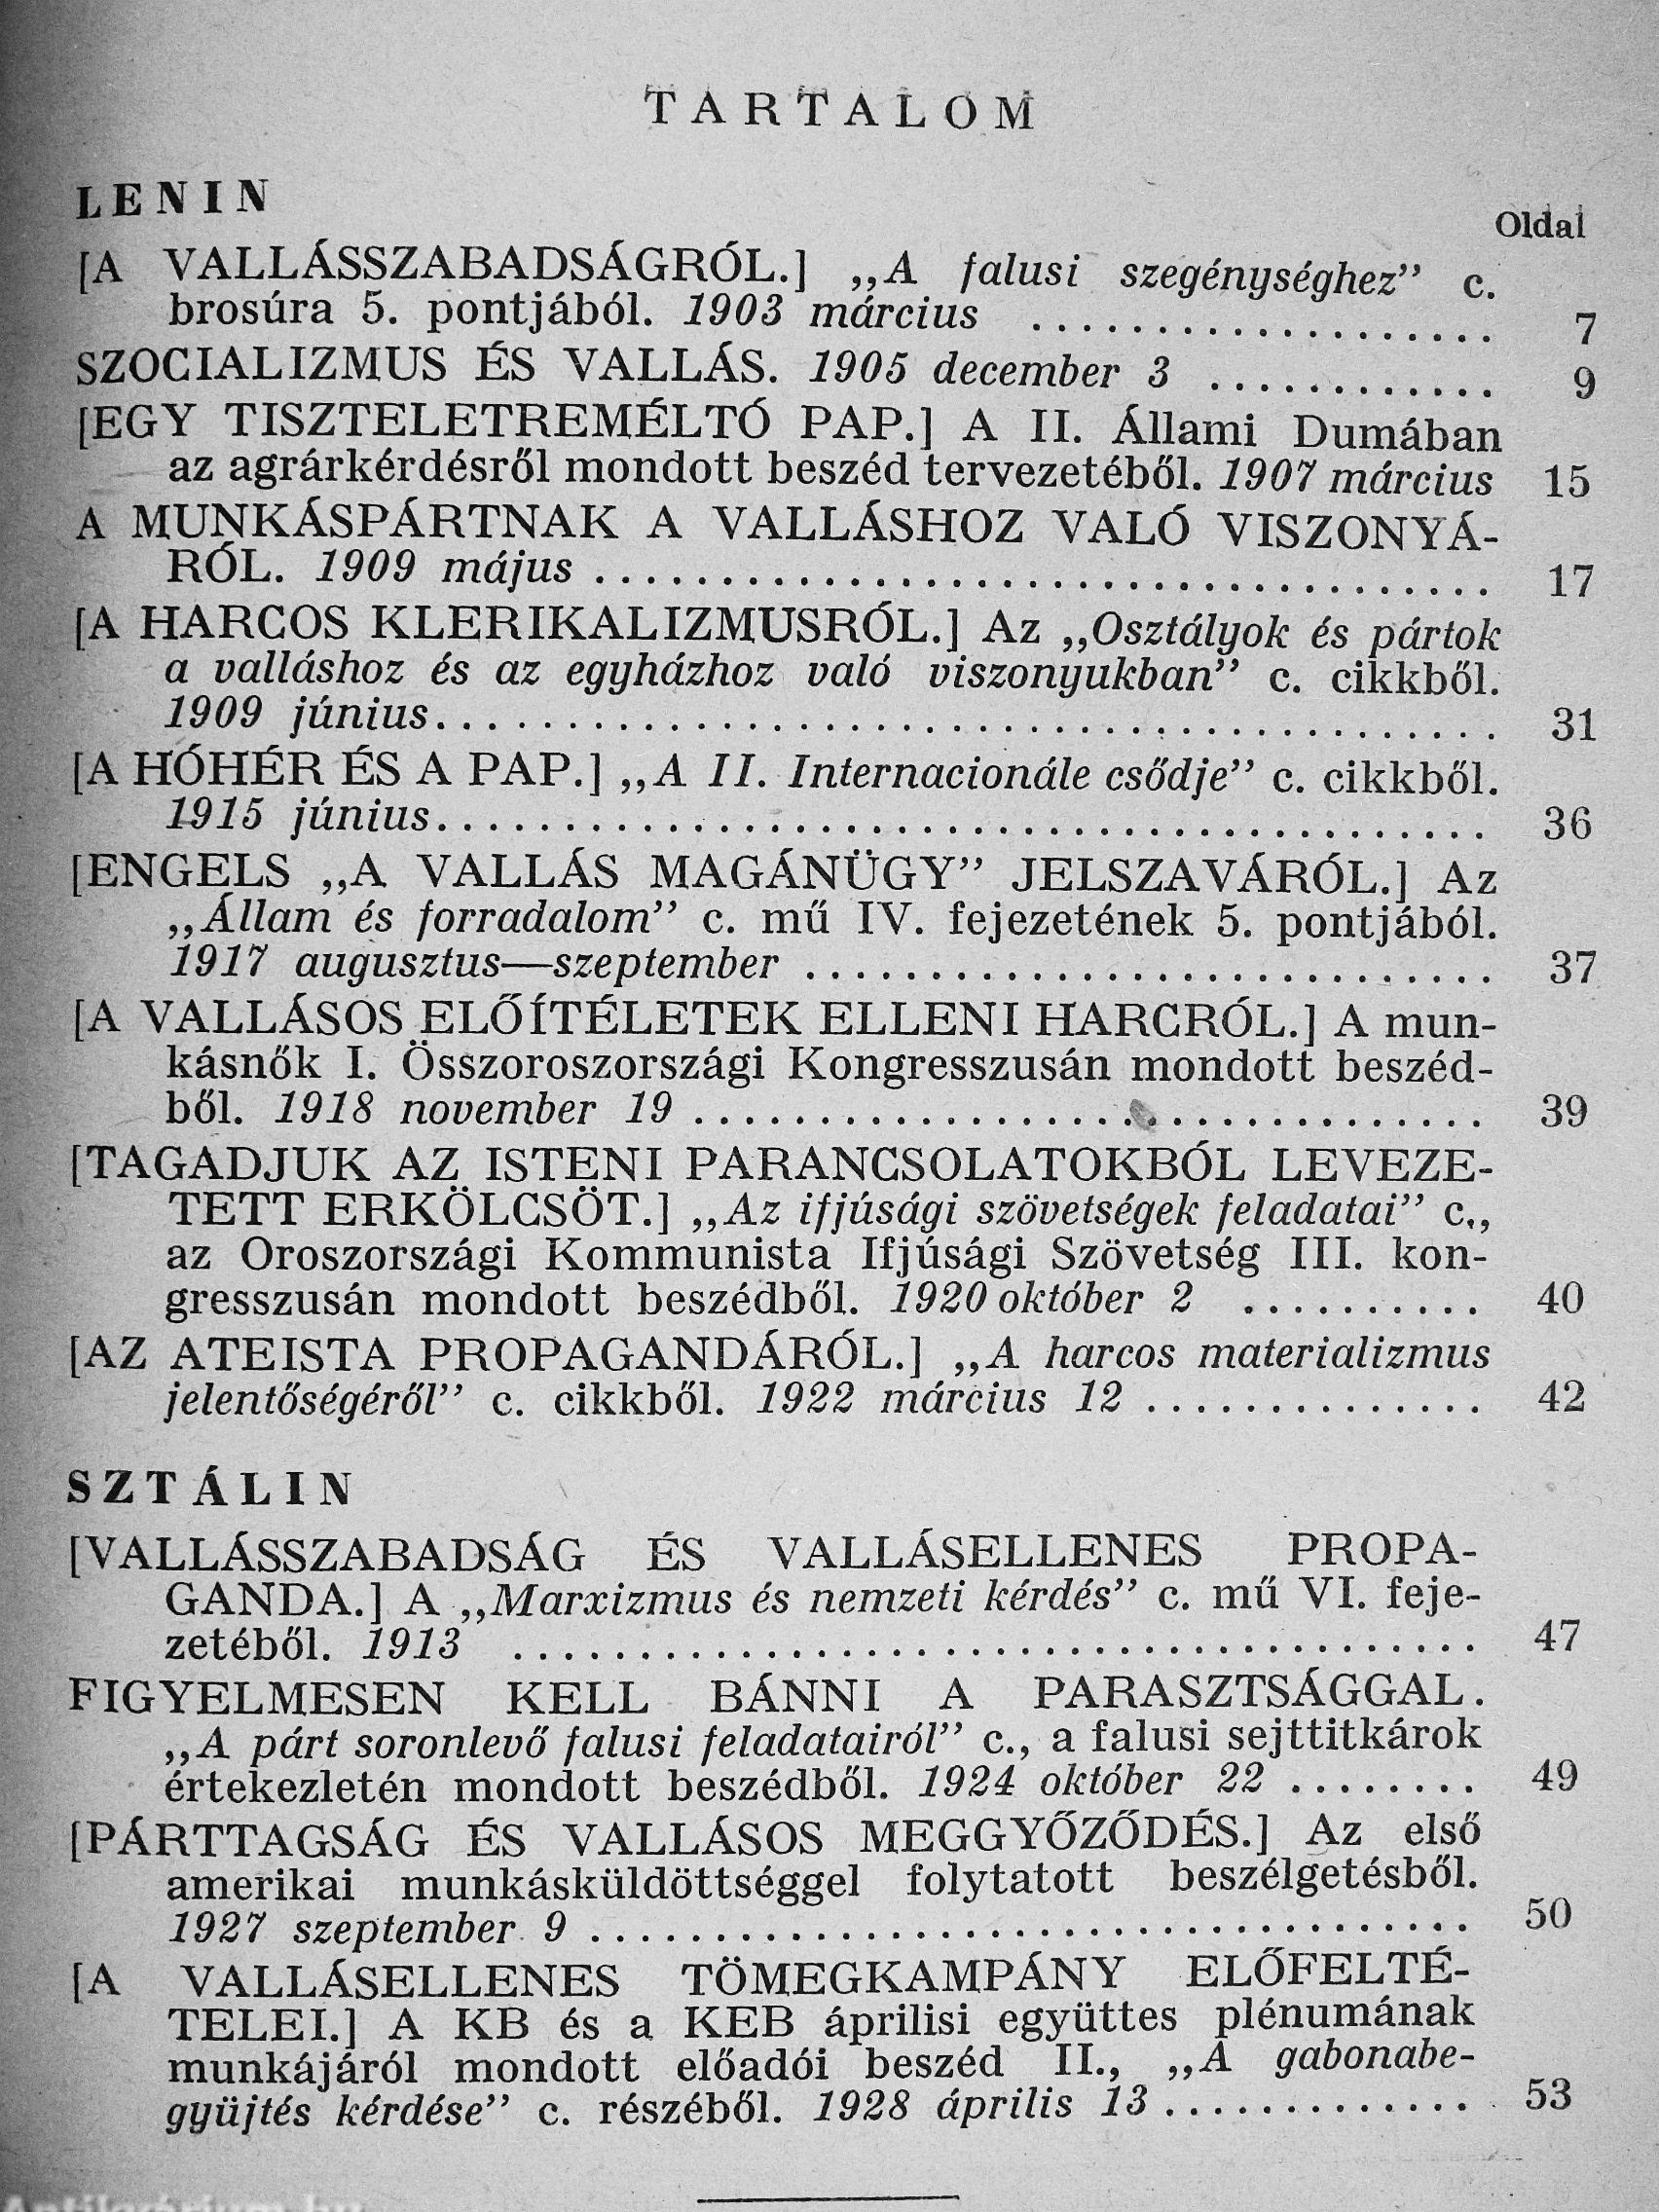 TARTALOM
LENIN
Oldal
[A VALLÁSSZABADSÁGRÓL.] „A falusi szegénységhez” c.
brosúra 5. pontjából. 1903 március .................... 7
SZOCIALIZMUS ÉS VALLÁS. 1905 december 3 ............. 9
[EGY TISZTELETREMÉLTÓ PAP.] A II. Állami Dumában
az agrárkérdésről mondott beszéd tervezetéből. 1907 március 15
A MUNKÁSPÁRTNAK A VALLÁSHOZ VALÓ VISZONYÁ-
RÓL. 1909 május .................................... 17
[A HARCOS KLERIKALIZMUSRÓL.] Az „Osztályok és pártok
a valláshoz és az egyházhoz való viszonyukban” c. cikkből.
1909 június.......................................... 31
[A HÓHÉR ÉS A PAP.] „A II. Internacionále csődje” c. cikkből.
1915 június.......................................... 36
[ENGELS „A VALLÁS MAGÁNÜGY” JELSZAVÁRÓL.] Az
„Állam és forradalom” c. mű IV. fejezetének 5. pontjából.
1917 augusztus—szeptember ............................ 37
[A VALLÁSOS ELŐÍTÉLETEK ELLENI HARCRÓL.] A mun-
kásnők I. Összoroszországi Kongresszusán mondott beszéd-
ből. 1918 november 19 ................................ 39
[TAGADJUK AZ ISTENI PARANCSOLATOKBÓL LEVEZE-
TETT ERKÖLCSÖT.] „Az ifjúsági szövetségek feladatai” c.,
az Oroszországi Kommunista Ifjúsági Szövetség III. kon-
gresszusán mondott beszédből. 1920 október 2 .......... 40
[AZ ATEISTA PROPAGANDÁRÓL.] „A harcos materializmus
jelentőségéről” c. cikkből. 1922 március 12 .............. 42
SZTÁLIN
[VALLÁSSZABADSÁG ÉS VALLÁSELLENES PROPA-
GANDA.] A „Marxizmus és nemzeti kérdés” c. mű VI. feje-
zetéből. 1913 ....................................... 47
FIGYELMESEN KELL BÁNNI A PARASZTSÁGGAL.
„A párt soronlevő falusi feladatairól” c., a falusi sejttitkárok
értekezletén mondott beszédből. 1924 október 22 ........ 49
[PÁRTTAGSÁG ÉS VALLÁSOS MEGGYŐZŐDÉS.] Az első
amerikai munkásküldöttséggel folytatott beszélgetésből.
1927 szeptember 9 ................................... 50
[A VALLÁSELLENES TÖMEGKAMPÁNY ELŐFELTÉ-
TELEI.] A KB és a KEB áprilisi együttes plénumának
munkájáról mondott előadói beszéd II., „A gabonabe-
gyüjtés kérdése” c. részéből. 1928 április 13 ............. 53